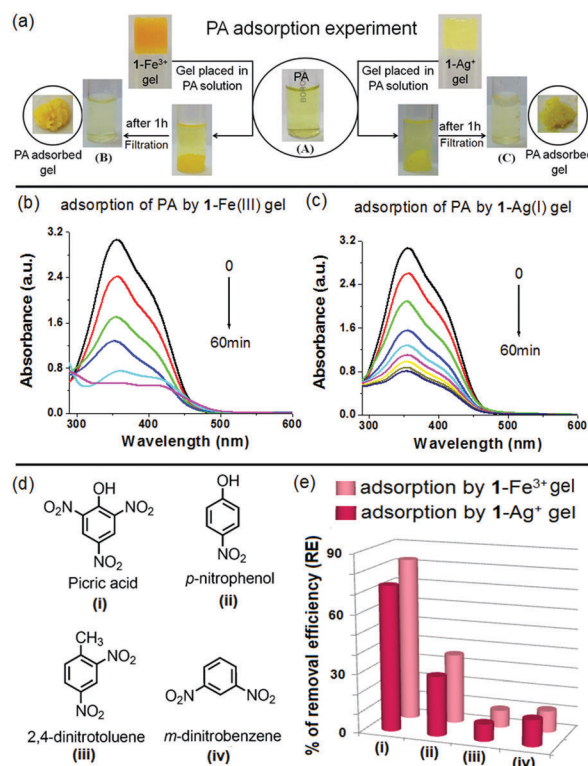 (a)
PA adsorption experiment
1-Fe³⁺
gel
Gel placed in
PA solution
PA
Gel placed in
PA solution
1-Ag⁺
gel
after 1h
Filtration
after 1h
Filtration
PA adsorbed
gel
(B)
(A)
(C)
PA adsorbed
gel
(b) adsorption of PA by 1-Fe(III) gel
Absorbance (a.u.)
3.2
2.4
1.6
0.8
0.0
0
60min
300 400 500 600
Wavelength (nm)
(c) adsorption of PA by 1-Ag(I) gel
Absorbance (a.u.)
3.2
2.4
1.6
0.8
0.0
0
60min
300 400 500 600
Wavelength (nm)
(d)
OH
NO₂
NO₂
NO₂
Picric acid
(i)
OH
NO₂
p-nitrophenol
(ii)
CH₃
NO₂
NO₂
2,4-dinitrotoluene
(iii)
NO₂
NO₂
m-dinitrobenzene
(iv)
(e)
adsorption by 1-Fe³⁺ gel
adsorption by 1-Ag⁺ gel
% of removal efficiency (RE)
90
60
30
0
(i) (ii) (iii) (iv)